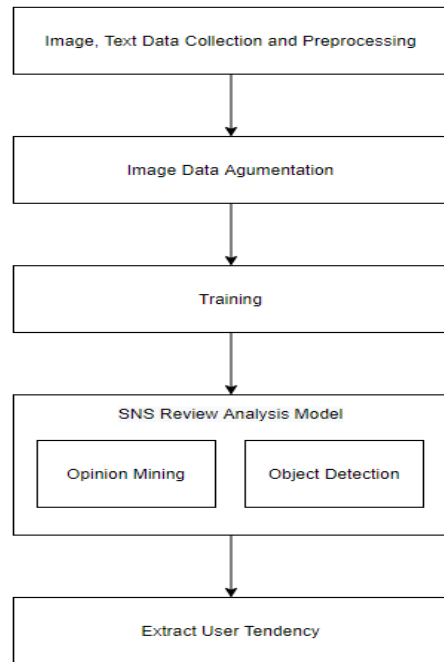 Image, Text Data Collection and Preprocessing
Image Data Agumentation
Training
SNS Review Analysis Model
Opinion Mining
Object Detection
Extract User Tendency